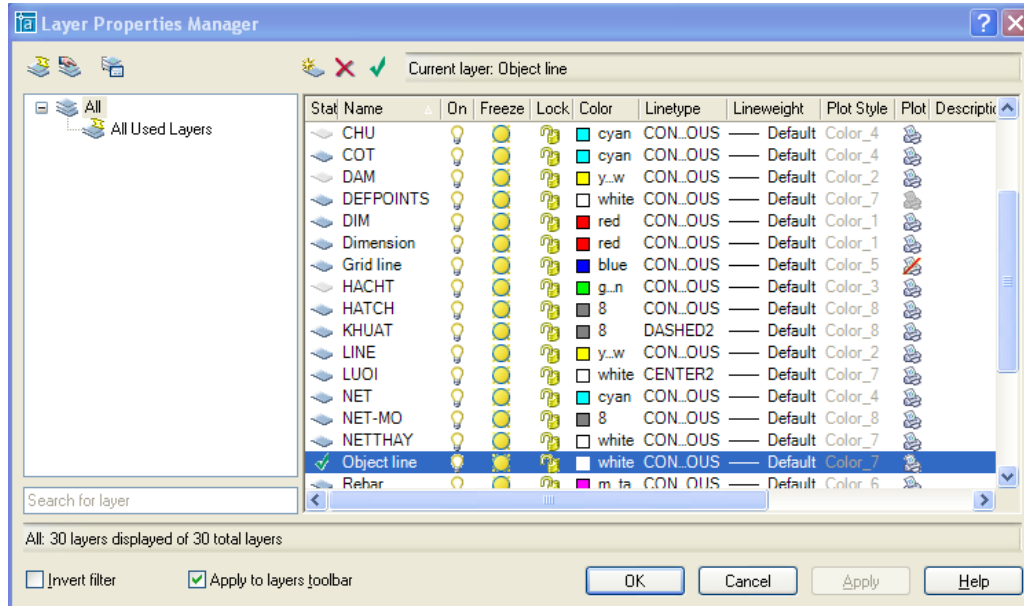 Layer Properties Manager
Current layer: Object line
All
All Used Layers
Stat Name On Freeze Lock Color Linetype Lineweight Plot Style Plot Descriptic
CHU cyan CON...OUS Default Color_4
COT cyan CON...OUS Default Color_4
DAM y...w CON...OUS Default Color_2
DEFPOINTS white CON...OUS Default Color_7
DIM red CON...OUS Default Color_1
Dimension red CON...OUS Default Color_1
Grid line blue CON...OUS Default Color_5
HACHT g...n CON...OUS Default Color_3
HATCH 8 CON...OUS Default Color_8
KHUAT 8 DASHED2 Default Color_8
LINE y...w CON...OUS Default Color_2
LUOI white CENTER2 Default Color_7
NET cyan CON...OUS Default Color_4
NET-MO 8 CON...OUS Default Color_8
NETTHAY white CON...OUS Default Color_7
Object line white CON...OUS Default Color_7
Rebar m...ta CON...OUS Default Color_6
Search for layer
All: 30 layers displayed of 30 total layers
Invert filter
Apply to layers toolbar
OK
Cancel
Apply
Help